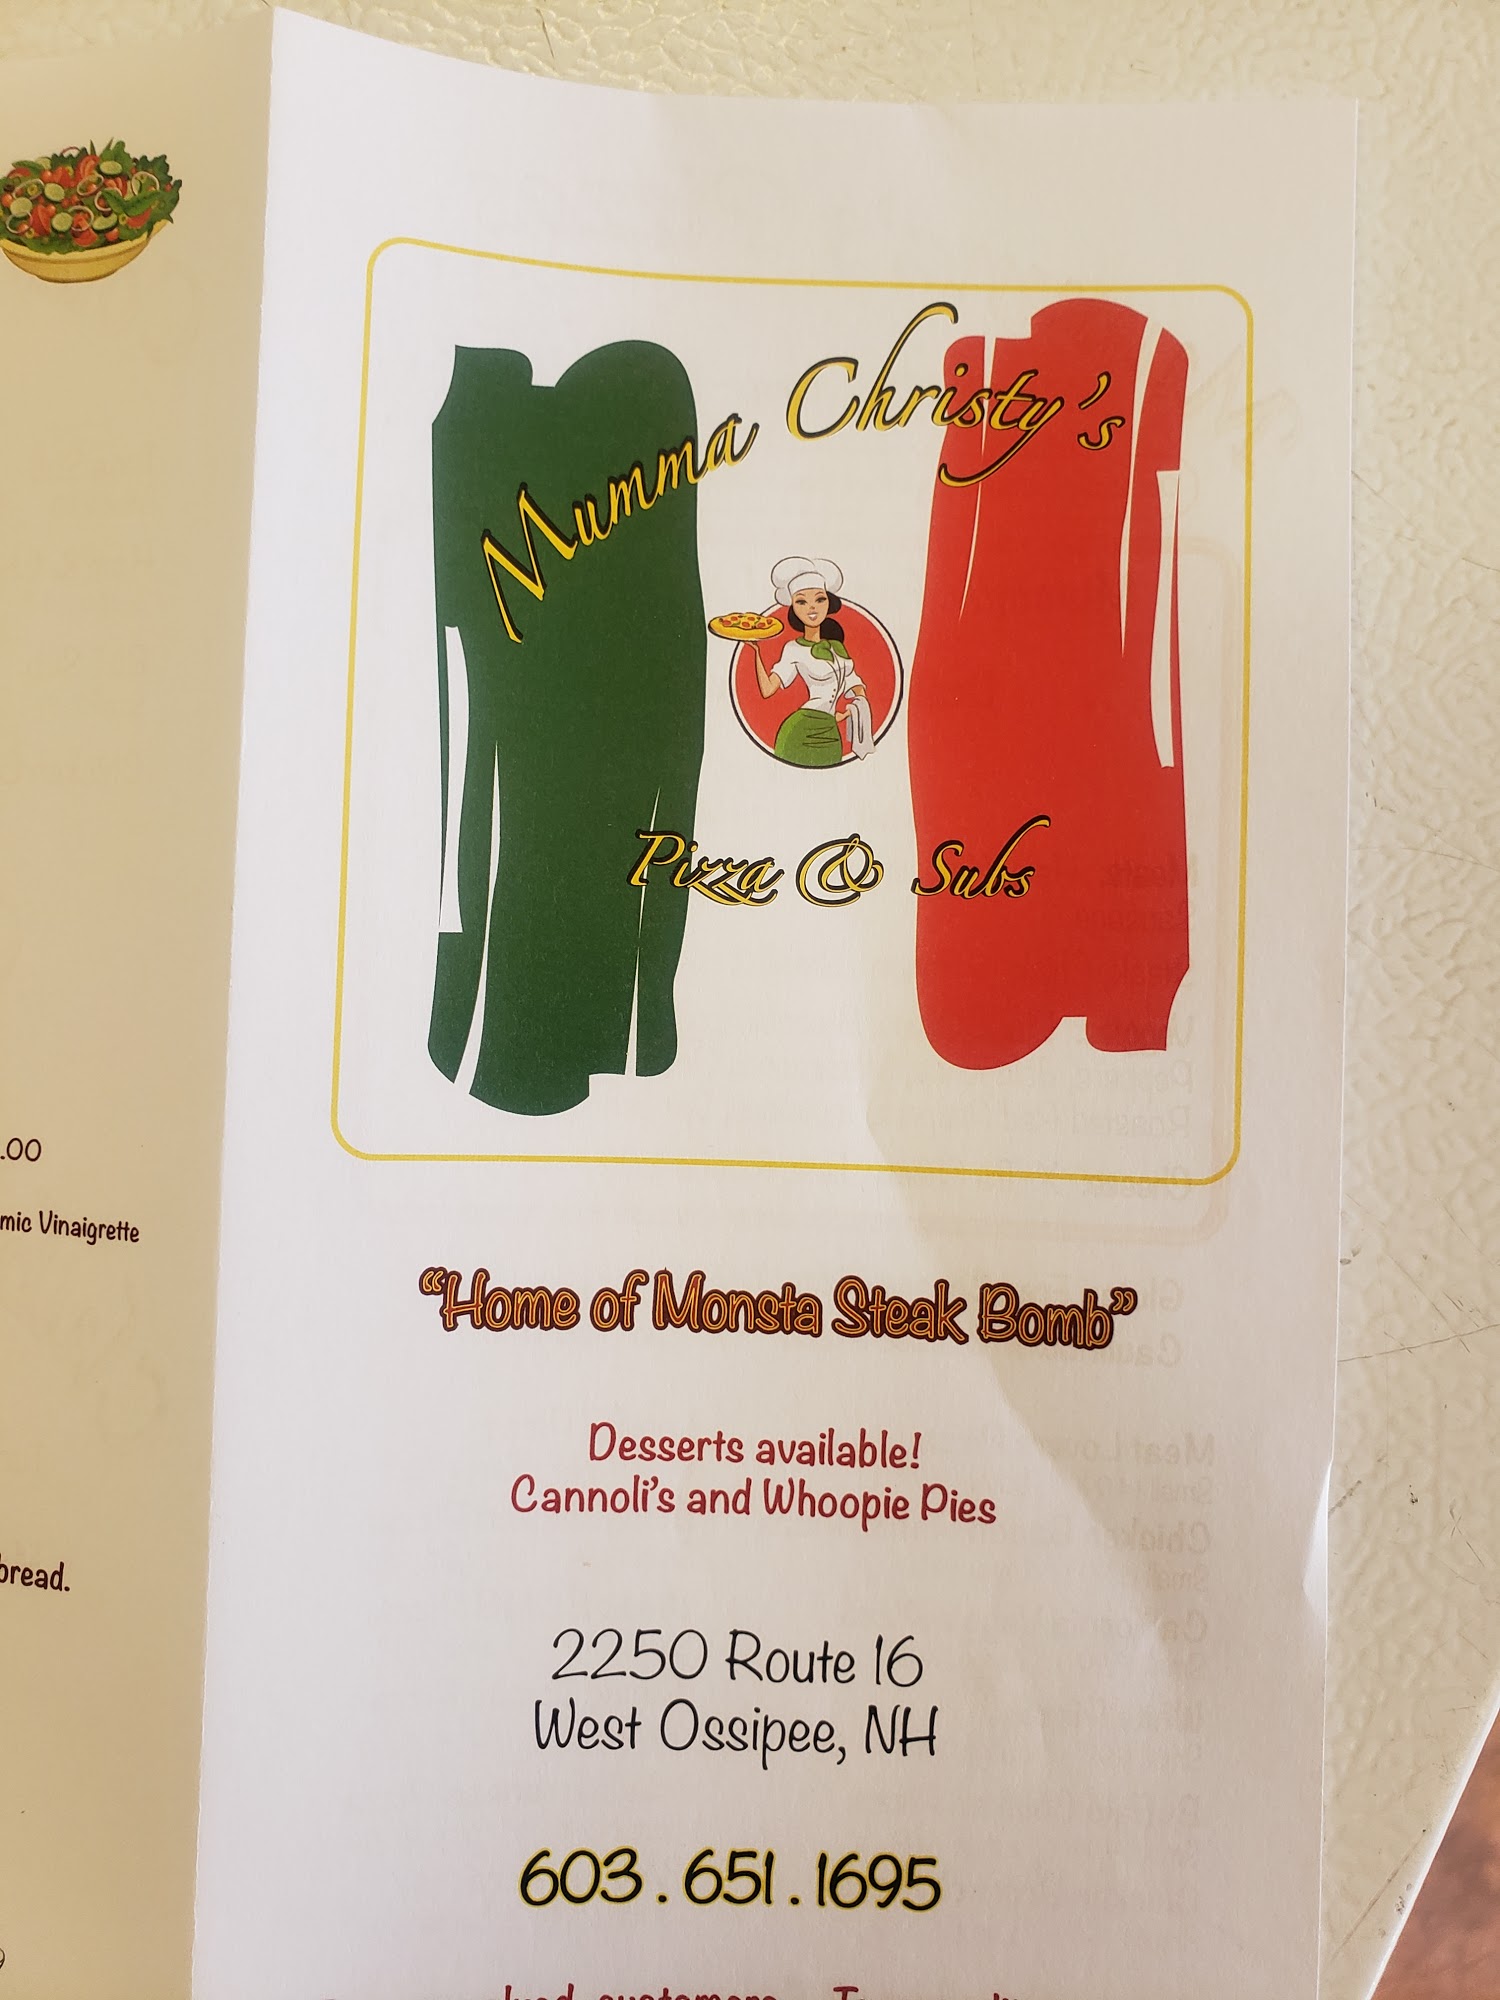 .00
mic Vinaigrette
bread.
Mumma Christy's
Pizza & Subs
“Home of Monsta Steak Bomb”
Desserts available!
Cannoli's and Whoopie Pies
2250 Route 16
West Ossipee, NH
603.651.1695
customers